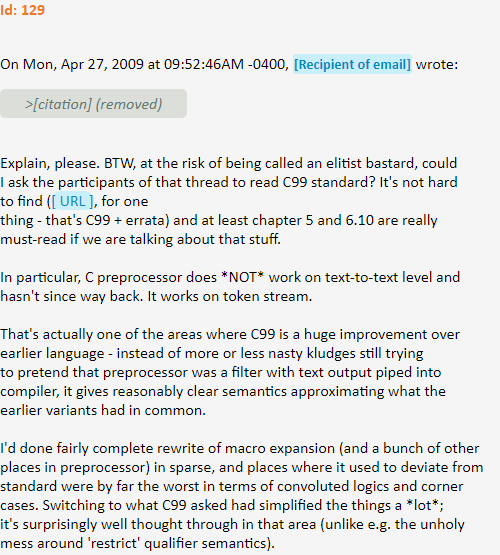 Id: 129
On Mon, Apr 27, 2009 at 09:52:46AM -0400, [Recipient of email] wrote:
>[citation] (removed)
Explain, please. BTW, at the risk of being called an elitist bastard, could
I ask the participants of that thread to read C99 standard? It's not hard
to find ([ URL ], for one
thing - that's C99 + errata) and at least chapter 5 and 6.10 are really
must-read if we are talking about that stuff.
In particular, C preprocessor does *NOT* work on text-to-text level and
hasn't since way back. It works on token stream.
That's actually one of the areas where C99 is a huge improvement over
earlier language - instead of more or less nasty kludges still trying
to pretend that preprocessor was a filter with text output piped into
compiler, it gives reasonably clear semantics approximating what the
earlier variants had in common.
I'd done fairly complete rewrite of macro expansion (and a bunch of other
places in preprocessor) in sparse, and places where it used to deviate from
standard were by far the worst in terms of convoluted logics and corner
cases. Switching to what C99 asked had simplified the things a *lot*;
it's surprisingly well thought through in that area (unlike e.g. the unholy
mess around 'restrict' qualifier semantics).